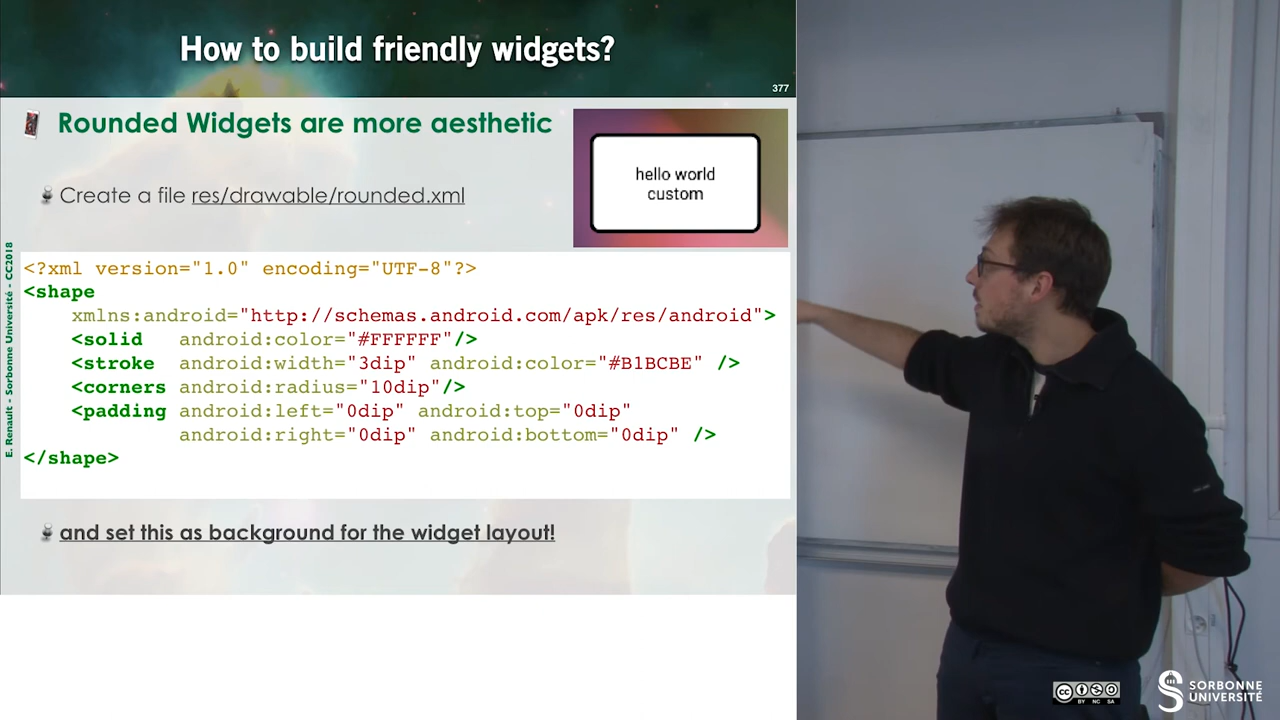 How to build friendly widgets?
377
Rounded Widgets are more aesthetic
hello world
custom
Create a file res/drawable/rounded.xml
<?xml version="1.0" encoding="UTF-8"?>
<shape
xmlns:android="http://schemas.android.com/apk/res/android">
<solid android:color="#FFFFFF"/>
<stroke android:width="3dip" android:color="#B1BCBE" />
<corners android:radius="10dip"/>
<padding android:left="0dip" android:top="0dip"
android:right="0dip" android:bottom="0dip" />
</shape>
and set this as background for the widget layout!
E. Renault - Sorbonne Université - CC2018
CC BY NC SA
SORBONNE
UNIVERSITÉ